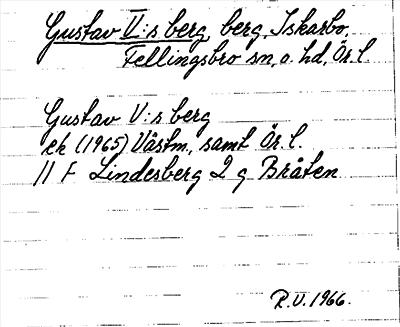 Gustav V:s berg, berg, Iskarbo,
Fellingsbro sn, o. hd, Ör. l.
Gustav V:s berg
ek (1965) Västm., samt Ör. l.
11 F Lindesberg 2 g Bråten
R.V. 1966.